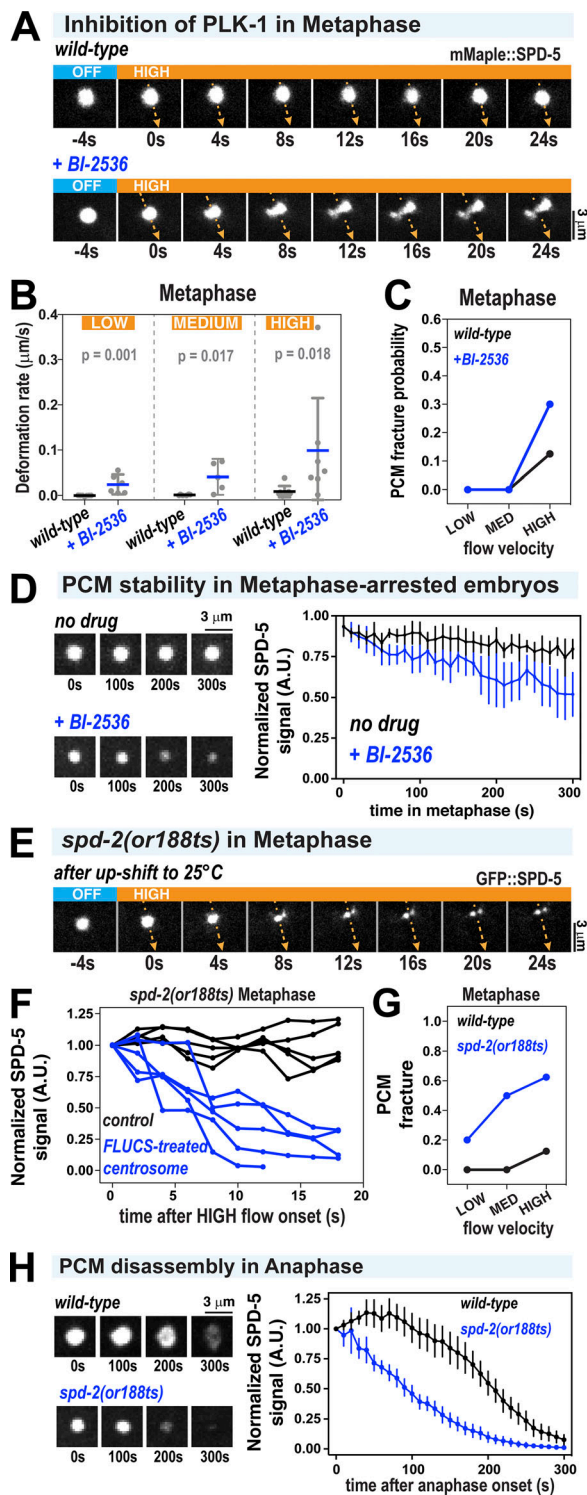 A Inhibition of PLK-1 in Metaphase
wild-type mMaple::SPD-5
OFF HIGH
-4s 0s 4s 8s 12s 16s 20s 24s
+ BI-2536
OFF HIGH
-4s 0s 4s 8s 12s 16s 20s 24s
3 μm
B Metaphase
LOW MEDIUM HIGH
p = 0.001 p = 0.017 p = 0.018
Deformation rate (μm/s)
0.4
0.3
0.2
0.1
0.0
wild-type + BI-2536 wild-type + BI-2536 wild-type + BI-2536
C Metaphase
wild-type
+BI-2536
PCM fracture probability
0.6
0.5
0.4
0.3
0.2
0.1
0.0
LOW MED HIGH
flow velocity
D PCM stability in Metaphase-arrested embryos
no drug 3 μm
0s 100s 200s 300s
+ BI-2536
0s 100s 200s 300s
Normalized SPD-5
signal (A.U.)
1.00
0.75
0.50
0.25
0.00
no drug
+ BI-2536
0 100 200 300
time in metaphase (s)
E spd-2(or188ts) in Metaphase
after up-shift to 25°C GFP::SPD-5
OFF HIGH
-4s 0s 4s 8s 12s 16s 20s 24s
3 μm
F spd-2(or188ts) Metaphase
Normalized SPD-5
signal (A.U.)
1.25
1.00
0.75
0.50
0.25
0.00
control
FLUCS-treated
centrosome
0 5 10 15 20
time after HIGH flow onset (s)
G Metaphase
wild-type
spd-2(or188ts)
PCM
fracture
1.0
0.8
0.6
0.4
0.2
0.0
LOW MED HIGH
flow velocity
H PCM disassembly in Anaphase
wild-type 3 μm
0s 100s 200s 300s
spd-2(or188ts)
0s 100s 200s 300s
Normalized SPD-5
signal (A.U.)
1.25
1.00
0.75
0.50
0.25
0.00
wild-type
spd-2(or188ts)
0 100 200 300
time after anaphase onset (s)